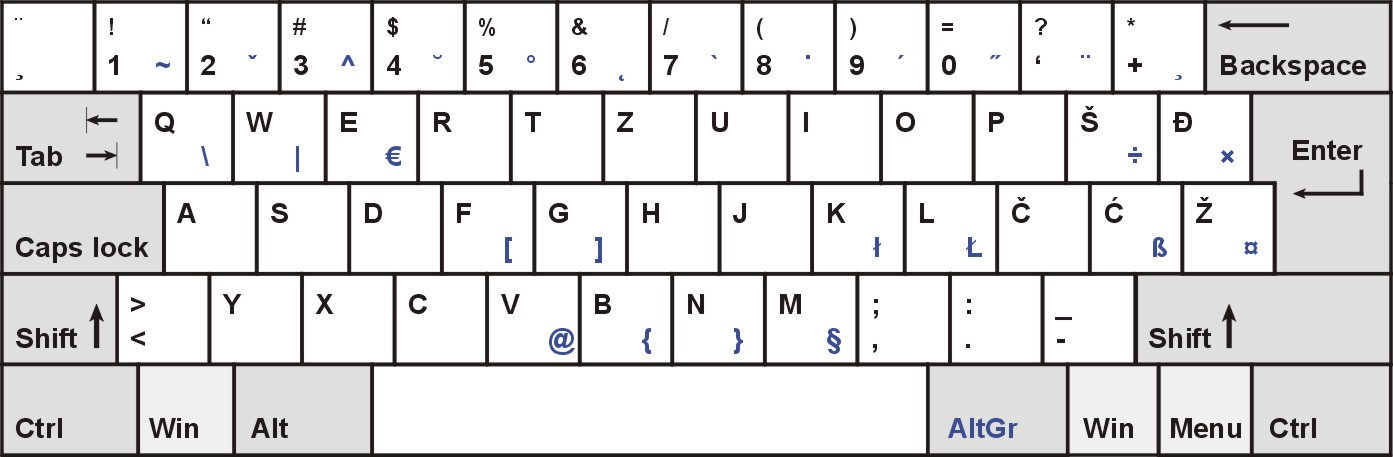 ¨ ! “ # $ % & / ( ) = ? *
¸ 1 ~ 2 ˇ 3 ^ 4 ˘ 5 ° 6 ˛ 7 ` 8 ˙ 9 ´ 0 ˝ ‘ ¨ + ¸ Backspace
Q W E R T Z U I O P Š Đ
Tab \ | € ÷ × Enter
A S D F G H J K L Č Ć Ž
Caps lock [ ] ł Ł ß ¤
> Y X C V B N M ; : _
Shift < @ { } § , . - Shift
Ctrl Win Alt AltGr Win Menu Ctrl